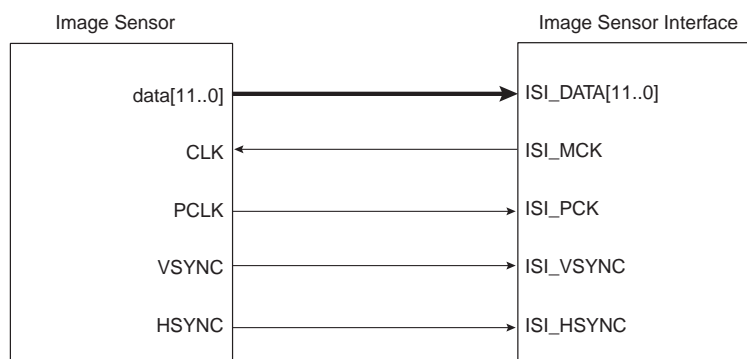 Image Sensor
Image Sensor Interface
data[11..0]
ISI_DATA[11..0]
CLK
ISI_MCK
PCLK
ISI_PCK
VSYNC
ISI_VSYNC
HSYNC
ISI_HSYNC